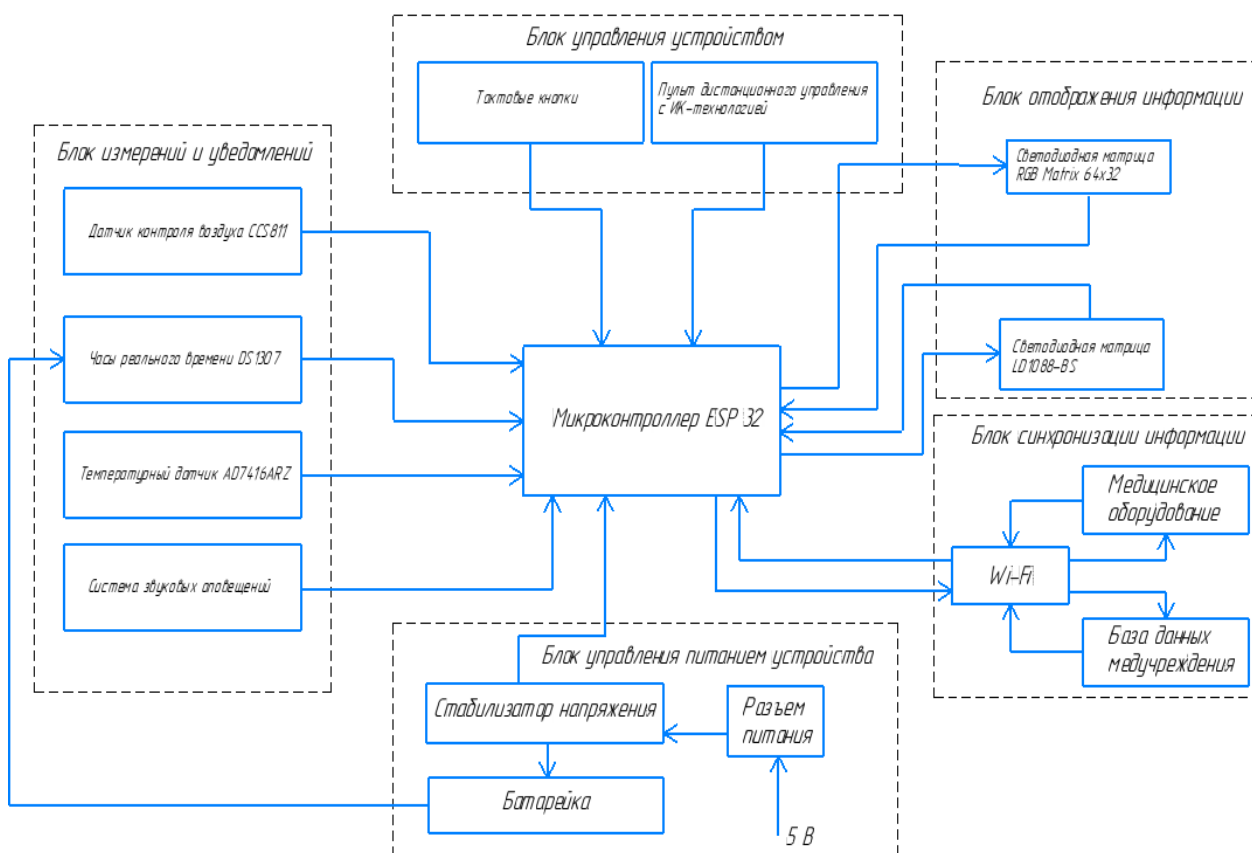 Блок управления устройством
Тактовые кнопки
Пульт дистанционного управления
с ИК-технологией
Блок отображения информации
Светодиодная матрица
RGB Matrix 64x32
Светодиодная матрица
LD1088-BS
Блок измерений и уведомлений
Датчик контроля воздуха CCS811
Часы реального времени DS1307
Температурный датчик AD7416ARZ
Система звуковых оповещений
Микроконтроллер ESP 32
Блок синхронизации информации
Медицинское
оборудование
Wi-Fi
База данных
медучреждения
Блок управления питанием устройства
Стабилизатор напряжения
Разъем
питания
Батарейка
5 В